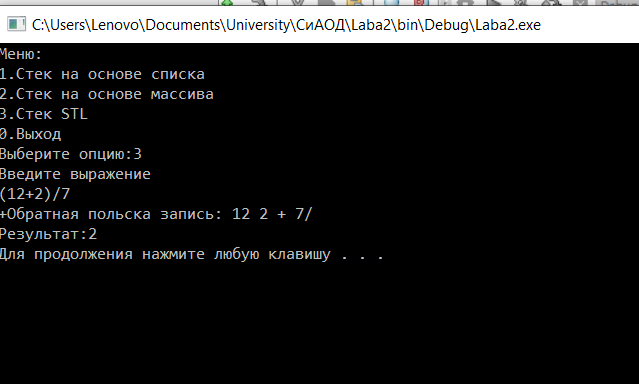 C:\Users\Lenovo\Documents\University\СиАОД\Laba2\bin\Debug\Laba2.exe
Меню:
1.Стек на основе списка
2.Стек на основе массива
3.Стек STL
0.Выход
Выберите опцию:3
Введите выражение
(12+2)/7
+Обратная польска запись: 12 2 + 7/
Результат:2
Для продолжения нажмите любую клавишу . . .